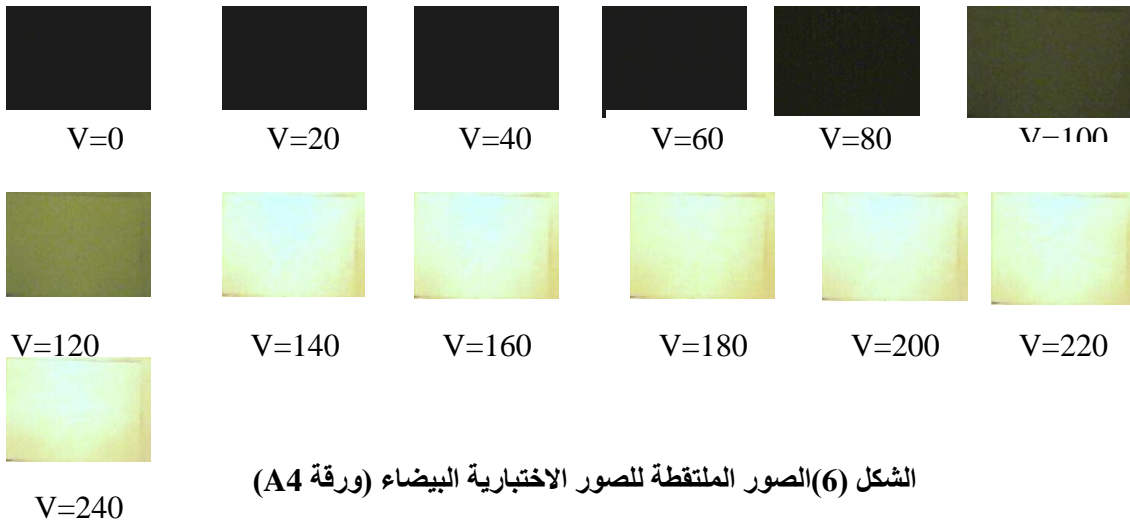 V=0 V=20 V=40 V=60 V=80 V=100
V=120 V=140 V=160 V=180 V=200 V=220
الشكل (6)الصور الملتقطة للصور الاختبارية البيضاء (ورقة A4)
V=240